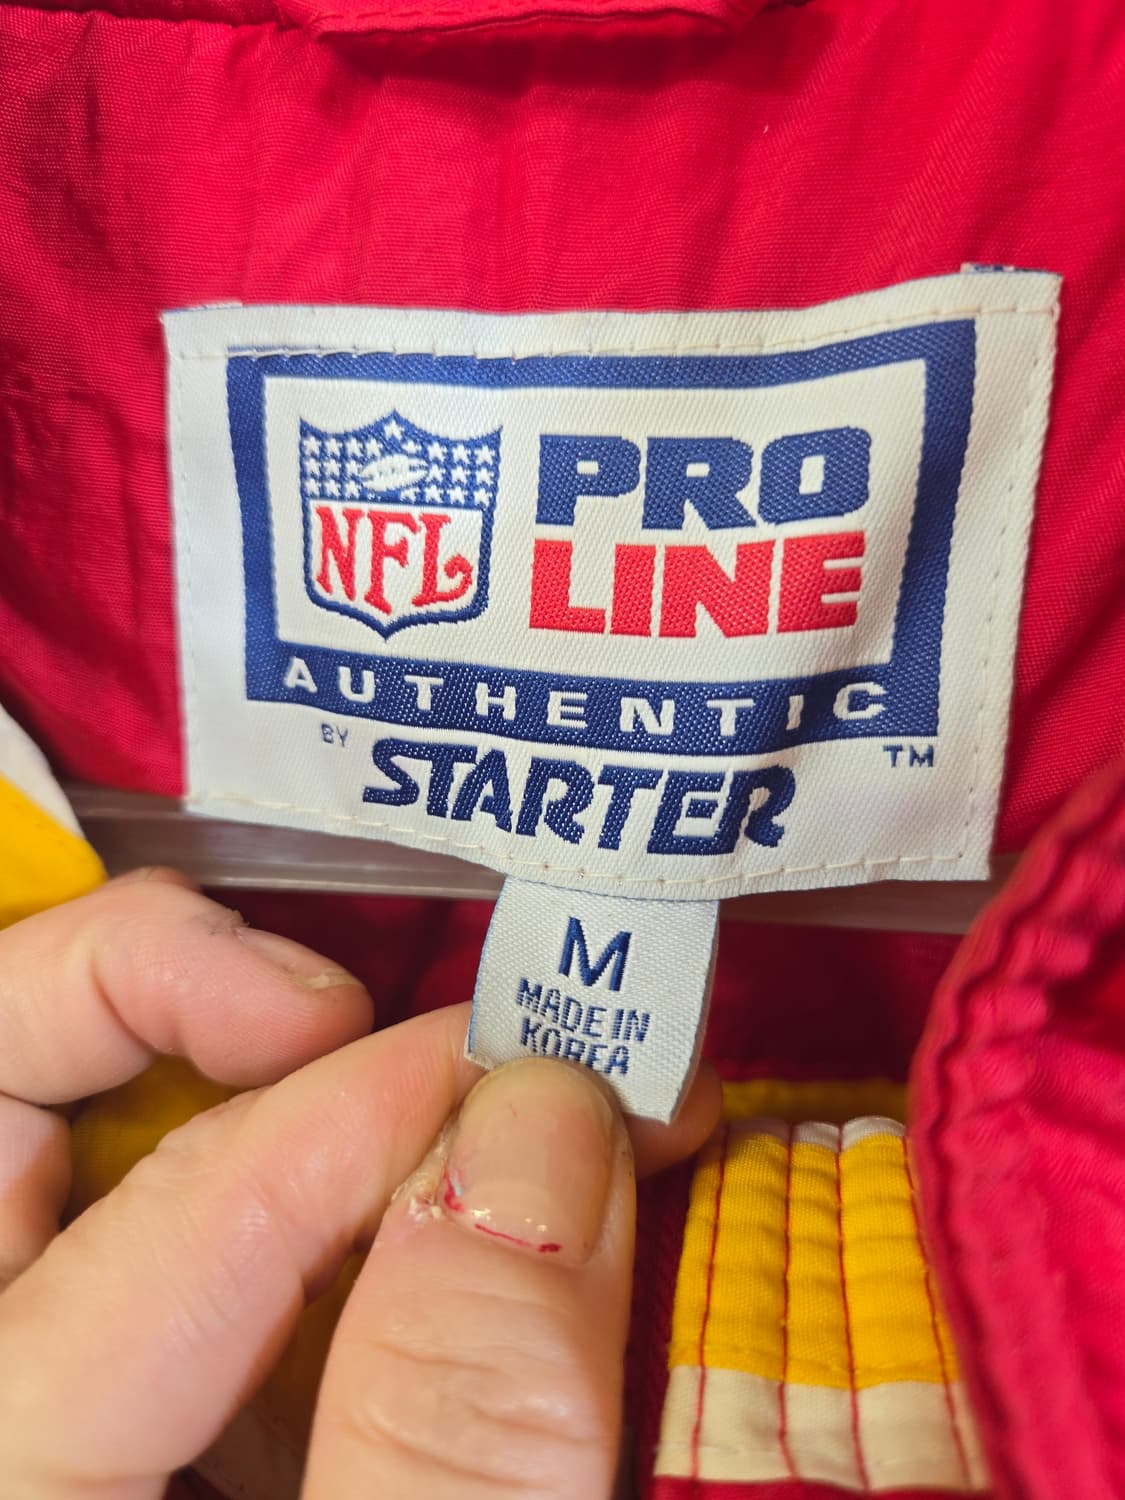 NFL
PRO
LINE
AUTHENTIC
BY STARTER
TM
M
MADE IN
KOREA